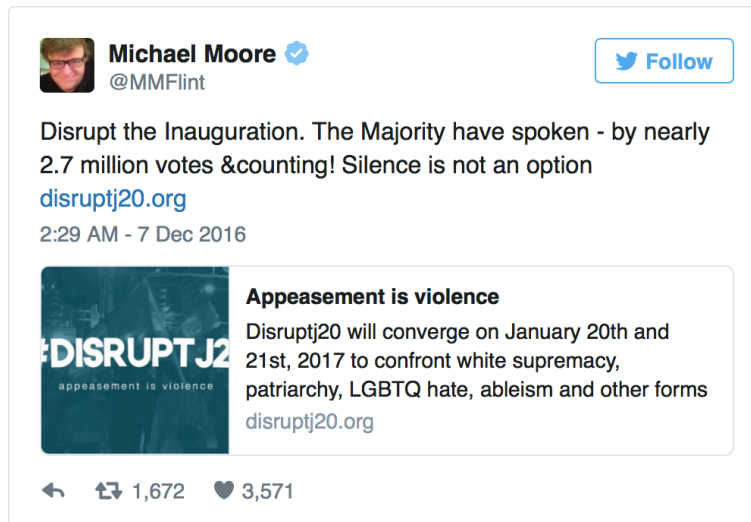 Michael Moore
@MMFlint
Follow
Disrupt the Inauguration. The Majority have spoken - by nearly
2.7 million votes &counting! Silence is not an option
disruptj20.org
2:29 AM - 7 Dec 2016
#DISRUPTJ2
appeasement is violence
Appeasement is violence
Disruptj20 will converge on January 20th and
21st, 2017 to confront white supremacy,
patriarchy, LGBTQ hate, ableism and other forms
disruptj20.org
1,672
3,571